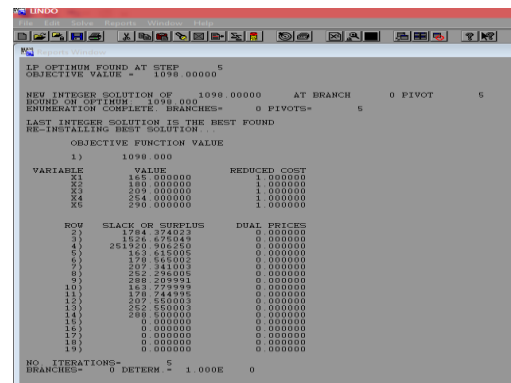 LINDO
File Edit Solve Reports Window Help
Reports Window
LP OPTIMUM FOUND AT STEP 5
OBJECTIVE VALUE = 1098.00000
NEW INTEGER SOLUTION OF 1098.00000 AT BRANCH 0 PIVOT 5
BOUND ON OPTIMUM: 1098.000
ENUMERATION COMPLETE. BRANCHES= 0 PIVOTS= 5
LAST INTEGER SOLUTION IS THE BEST FOUND
RE-INSTALLING BEST SOLUTION...
OBJECTIVE FUNCTION VALUE
1) 1098.000
VARIABLE VALUE REDUCED COST
X1 165.000000 1.000000
X2 180.000000 1.000000
X3 209.000000 1.000000
X4 254.000000 1.000000
X5 290.000000 1.000000
ROW SLACK OR SURPLUS DUAL PRICES
2) 1784.374023 0.000000
3) 1526.675049 0.000000
4) 251920.906250 0.000000
5) 163.615005 0.000000
6) 178.565002 0.000000
7) 207.341003 0.000000
8) 252.296005 0.000000
9) 288.209991 0.000000
10) 163.779999 0.000000
11) 178.744995 0.000000
12) 207.550003 0.000000
13) 252.550003 0.000000
14) 288.500000 0.000000
15) 0.000000 0.000000
16) 0.000000 0.000000
17) 0.000000 0.000000
18) 0.000000 0.000000
19) 0.000000 0.000000
NO. ITERATIONS= 5
BRANCHES= 0 DETERM.= 1.000E 0